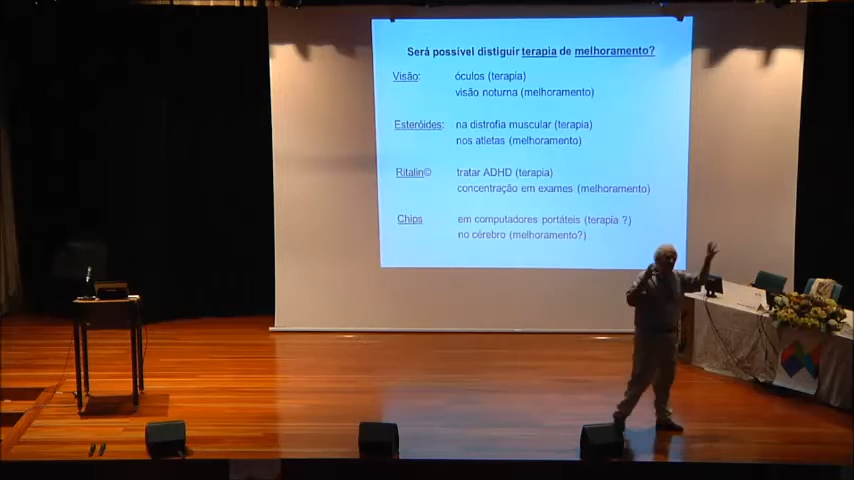 Será possível distiguir terapia de melhoramento?
Visão: óculos (terapia)
visão noturna (melhoramento)
Esteróides: na distrofia muscular (terapia)
nos atletas (melhoramento)
Ritalin© tratar ADHD (terapia)
concentração em exames (melhoramento)
Chips em computadores portáteis (terapia ?)
no cérebro (melhoramento?)